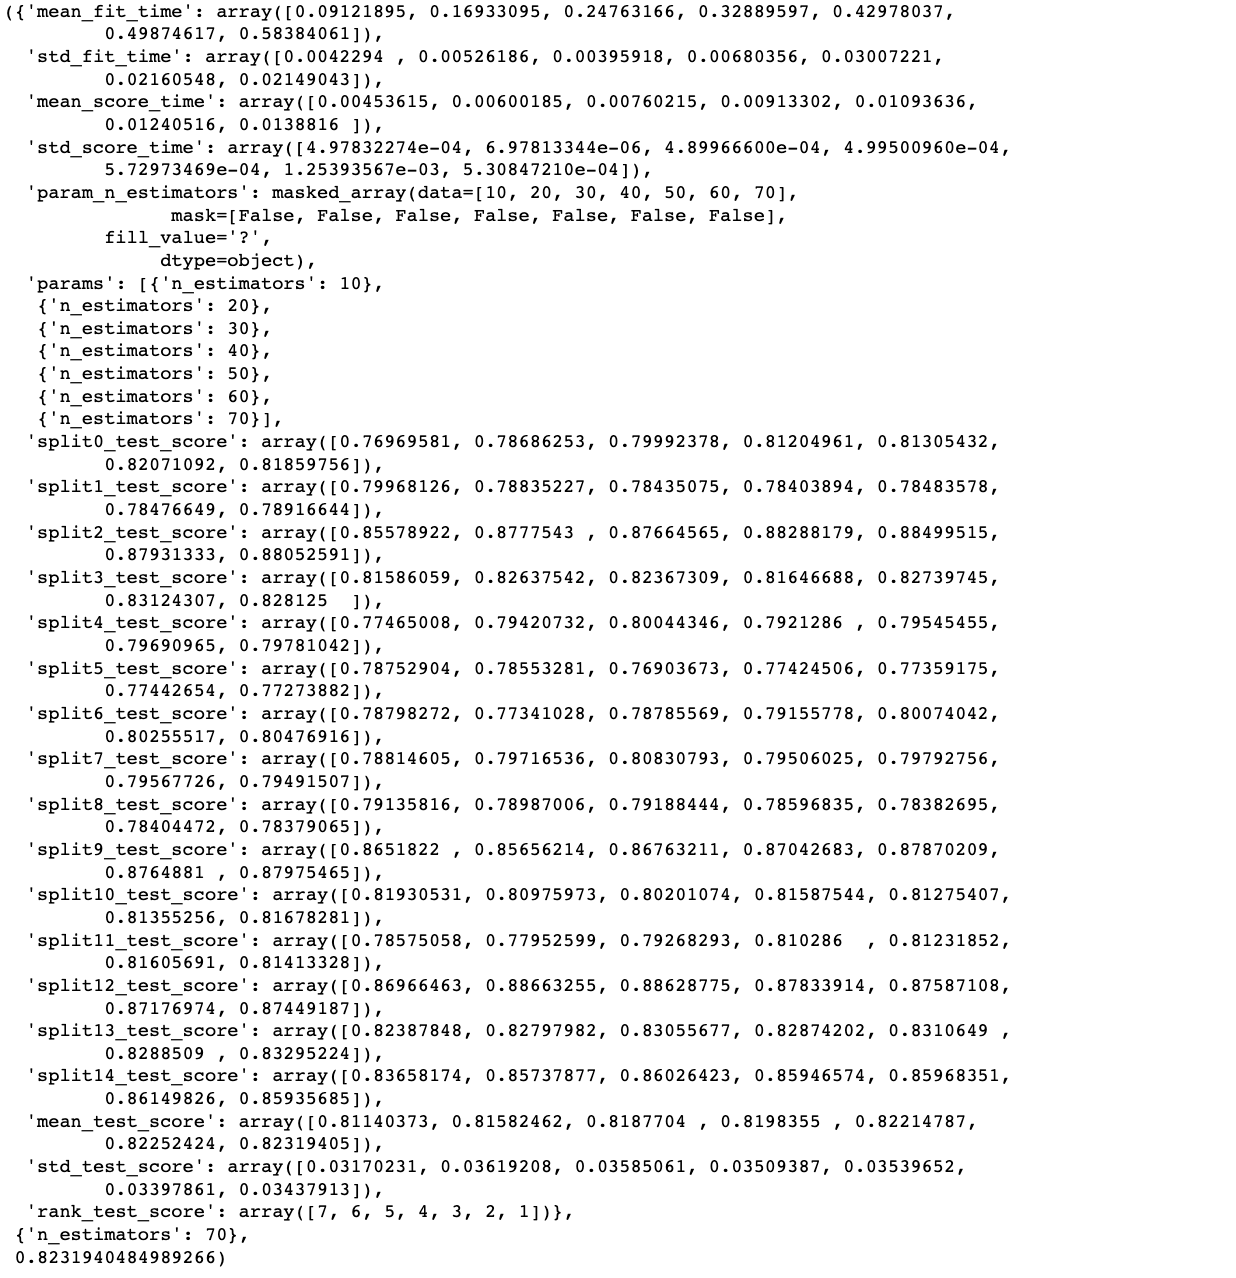 ({'mean_fit_time': array([0.09121895, 0.16933095, 0.24763166, 0.32889597, 0.42978037,
0.49874617, 0.58384061]),
'std_fit_time': array([0.0042294 , 0.00526186, 0.00395918, 0.00680356, 0.03007221,
0.02160548, 0.02149043]),
'mean_score_time': array([0.00453615, 0.00600185, 0.00760215, 0.00913302, 0.01093636,
0.01240516, 0.0138816 ]),
'std_score_time': array([4.97832274e-04, 6.97813344e-06, 4.89966600e-04, 4.99500960e-04,
5.72973469e-04, 1.25393567e-03, 5.30847210e-04]),
'param_n_estimators': masked_array(data=[10, 20, 30, 40, 50, 60, 70],
mask=[False, False, False, False, False, False, False],
fill_value='?',
dtype=object),
'params': [{'n_estimators': 10},
{'n_estimators': 20},
{'n_estimators': 30},
{'n_estimators': 40},
{'n_estimators': 50},
{'n_estimators': 60},
{'n_estimators': 70}],
'split0_test_score': array([0.76969581, 0.78686253, 0.79992378, 0.81204961, 0.81305432,
0.82071092, 0.81859756]),
'split1_test_score': array([0.79968126, 0.78835227, 0.78435075, 0.78403894, 0.78483578,
0.78476649, 0.78916644]),
'split2_test_score': array([0.85578922, 0.8777543 , 0.87664565, 0.88288179, 0.88499515,
0.87931333, 0.88052591]),
'split3_test_score': array([0.81586059, 0.82637542, 0.82367309, 0.81646688, 0.82739745,
0.83124307, 0.828125  ]),
'split4_test_score': array([0.77465008, 0.79420732, 0.80044346, 0.7921286 , 0.79545455,
0.79690965, 0.79781042]),
'split5_test_score': array([0.78752904, 0.78553281, 0.76903673, 0.77424506, 0.77359175,
0.77442654, 0.77273882]),
'split6_test_score': array([0.78798272, 0.77341028, 0.78785569, 0.79155778, 0.80074042,
0.80255517, 0.80476916]),
'split7_test_score': array([0.78814605, 0.79716536, 0.80830793, 0.79506025, 0.79792756,
0.79567726, 0.79491507]),
'split8_test_score': array([0.79135816, 0.78987006, 0.79188444, 0.78596835, 0.78382695,
0.78404472, 0.78379065]),
'split9_test_score': array([0.8651822 , 0.85656214, 0.86763211, 0.87042683, 0.87870209,
0.8764881 , 0.87975465]),
'split10_test_score': array([0.81930531, 0.80975973, 0.80201074, 0.81587544, 0.81275407,
0.81355256, 0.81678281]),
'split11_test_score': array([0.78575058, 0.77952599, 0.79268293, 0.810286  , 0.81231852,
0.81605691, 0.81413328]),
'split12_test_score': array([0.86966463, 0.88663255, 0.88628775, 0.87833914, 0.87587108,
0.87176974, 0.87449187]),
'split13_test_score': array([0.82387848, 0.82797982, 0.83055677, 0.82874202, 0.8310649 ,
0.8288509 , 0.83295224]),
'split14_test_score': array([0.83658174, 0.85737877, 0.86026423, 0.85946574, 0.85968351,
0.86149826, 0.85935685]),
'mean_test_score': array([0.81140373, 0.81582462, 0.8187704 , 0.8198355 , 0.82214787,
0.82252424, 0.82319405]),
'std_test_score': array([0.03170231, 0.03619208, 0.03585061, 0.03509387, 0.03539652,
0.03397861, 0.03437913]),
'rank_test_score': array([7, 6, 5, 4, 3, 2, 1])},
{'n_estimators': 70},
0.8231940484989266)